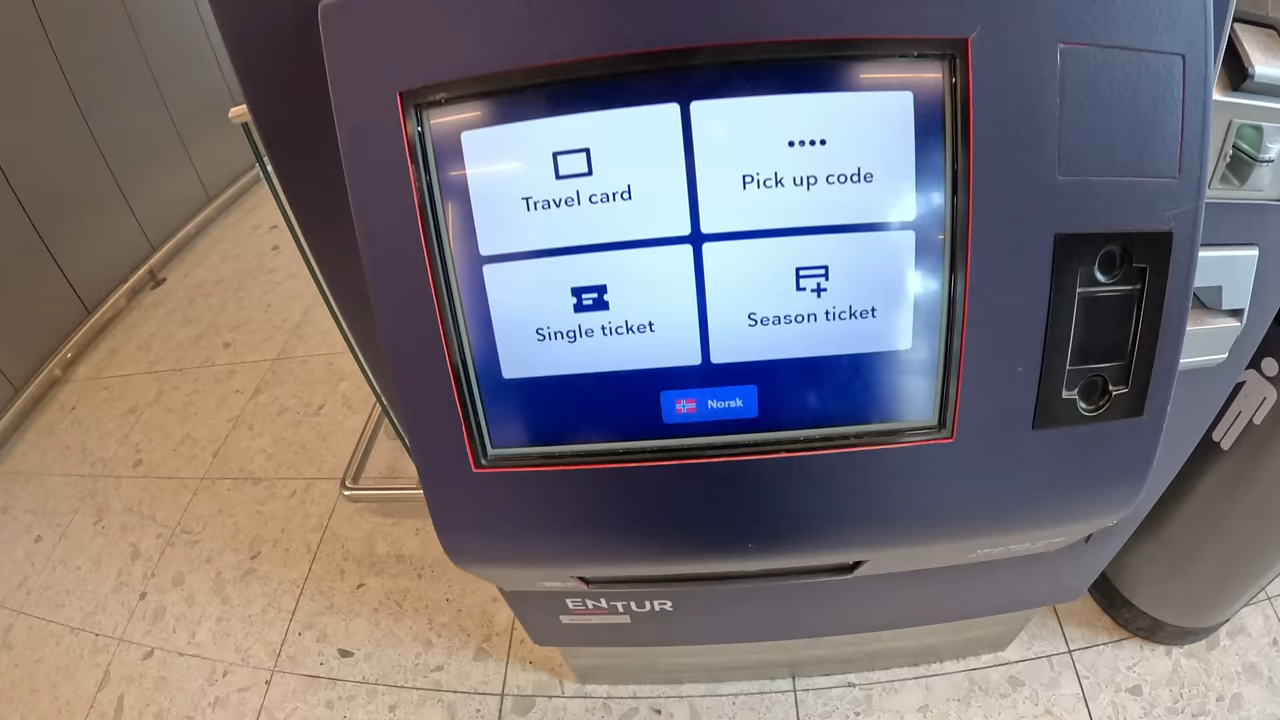 Travel card
Pick up code
Single ticket
Season ticket
Norsk
ENTUR